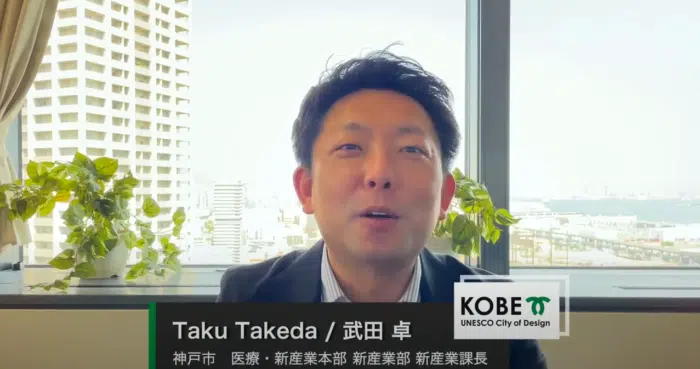 Taku Takeda / 武田 卓
神戸市　医療・新産業本部 新産業部 新産業課長
KOBE
UNESCO City of Design